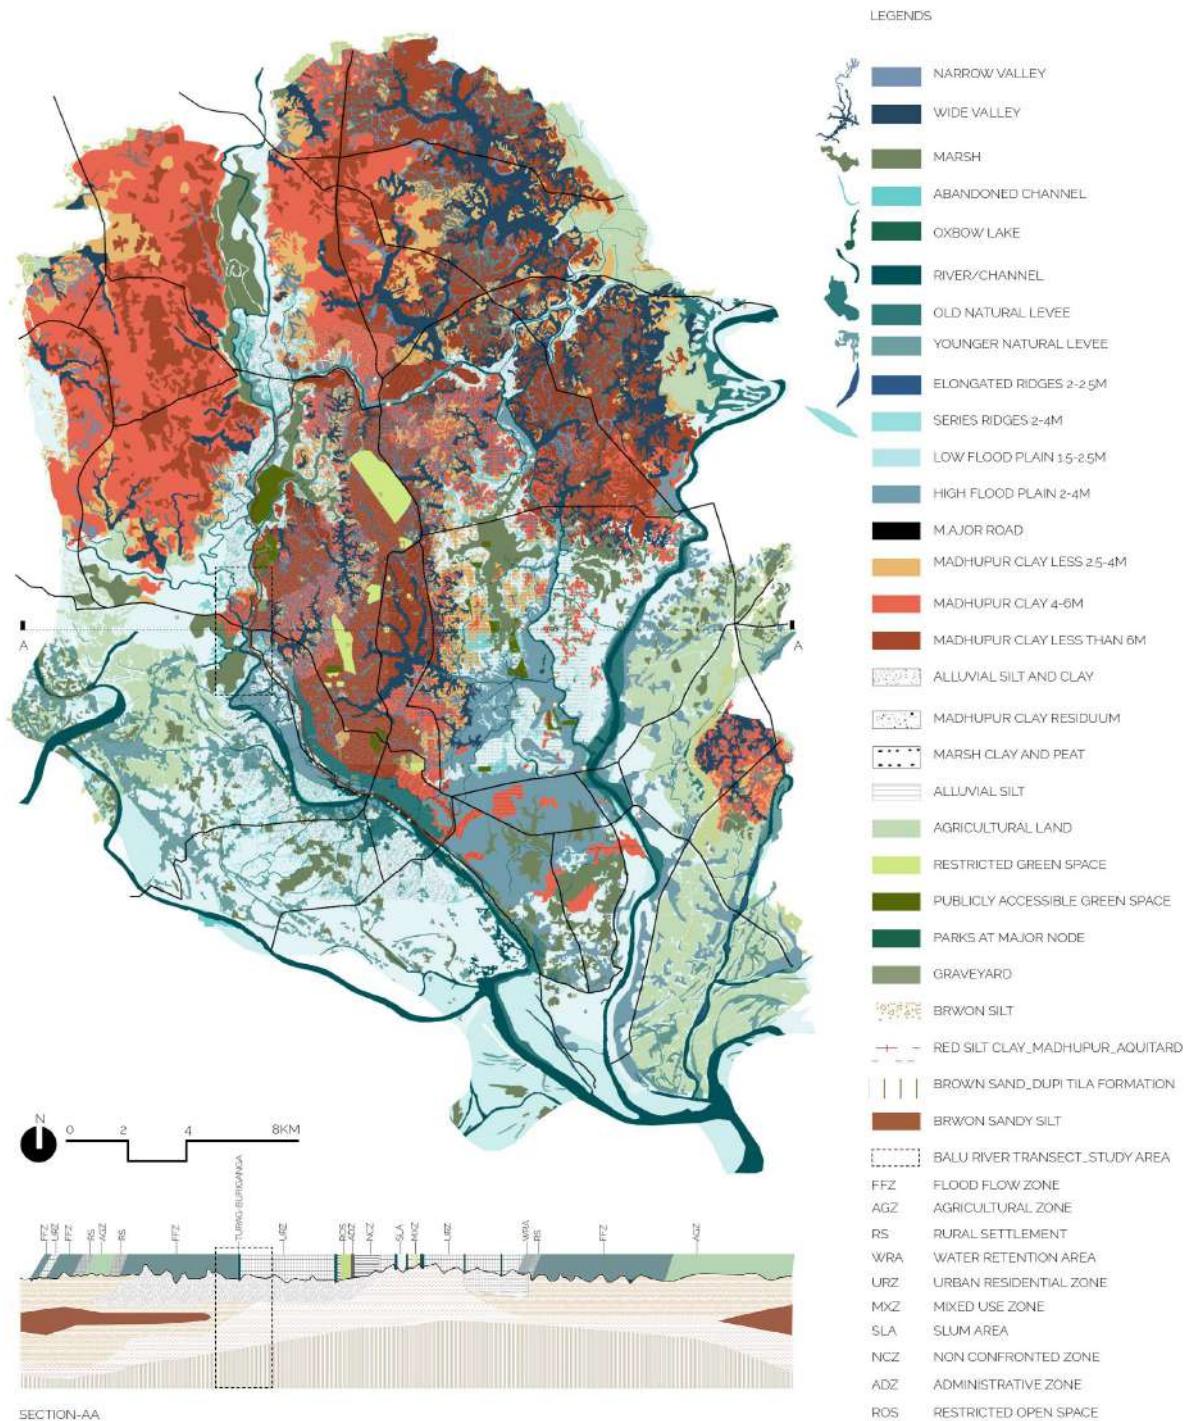 LEGENDS
NARROW VALLEY
WIDE VALLEY
MARSH
ABANDONED CHANNEL
OXBOW LAKE
RIVER/CHANNEL
OLD NATURAL LEVEE
YOUNGER NATURAL LEVEE
ELONGATED RIDGES 2-2.5M
SERIES RIDGES 2-4M
LOW FLOOD PLAIN 1.5-2.5M
HIGH FLOOD PLAIN 2-4M
M.AJOR ROAD
MADHUPUR CLAY LESS 2.5-4M
MADHUPUR CLAY 4-6M
MADHUPUR CLAY LESS THAN 6M
ALLUVIAL SILT AND CLAY
MADHUPUR CLAY RESIDUUM
MARSH CLAY AND PEAT
ALLUVIAL SILT
AGRICULTURAL LAND
RESTRICTED GREEN SPACE
PUBLICLY ACCESSIBLE GREEN SPACE
PARKS AT MAJOR NODE
GRAVEYARD
BRWON SILT
RED SILT CLAY_MADHUPUR_AQUITARD
BROWN SAND_DUPI TILA FORMATION
BRWON SANDY SILT
BALU RIVER TRANSECT_STUDY AREA
FFZ FLOOD FLOW ZONE
AGZ AGRICULTURAL ZONE
RS RURAL SETTLEMENT
WRA WATER RETENTION AREA
URZ URBAN RESIDENTIAL ZONE
MXZ MIXED USE ZONE
SLA SLUM AREA
NCZ NON CONFRONTED ZONE
ADZ ADMINISTRATIVE ZONE
ROS RESTRICTED OPEN SPACE
A
A
N
0 2 4 8KM
FFZ
URZ
FFZ
RS
AGZ
RS
FFZ
TURAG-BURIGANGA
URZ
ROS
ADZ
NCZ
SLA
MXZ
URZ
WRA
RS
FFZ
AGZ
SECTION-AA